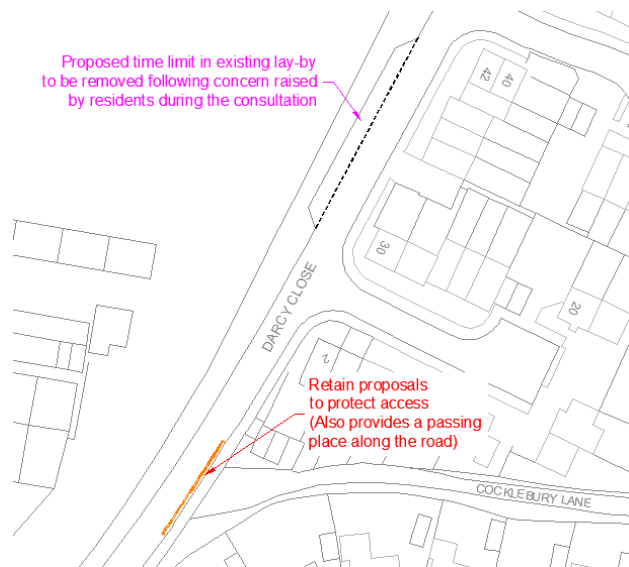 Proposed time limit in existing lay-by
to be removed following concern raised
by residents during the consultation
42
40
30
DARCY CLOSE
20
2
Retain proposals
to protect access
(Also provides a passing
place along the road)
COCKLEBURY LANE